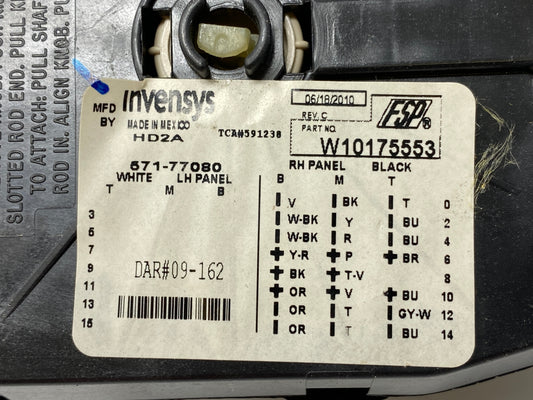 SLOTTED ROD END. PULL
TO ATTACH: PULL SHAF
ROD IN. ALIGN KNOB. PU
MFD
BY
invensys
MADE IN MEXICO
HD2A
TCA#591238
06/18/2010
REV. C
PART NO.
FSP®
W10175553
571-77080
WHITE LH PANEL
T M B
RH PANEL BLACK
B M T
3
5
7
9
11
13
15
DAR#09-162
V BK T 0
W-BK Y BU 2
W-BK R BU 4
Y-R P BR 6
BK T-V 8
OR V BU 10
OR I GY-W 12
OR T BU 14